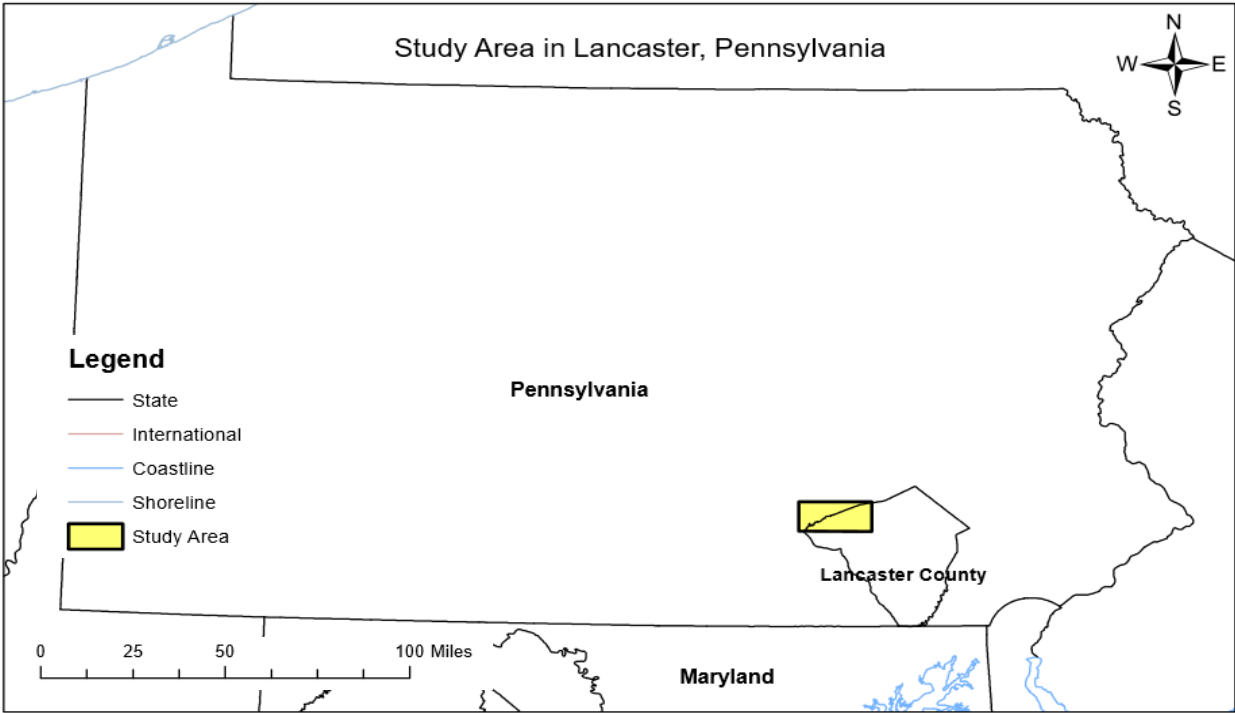 Study Area in Lancaster, Pennsylvania
N
W E
S
Pennsylvania
Legend
State
International
Coastline
Shoreline
Study Area
Lancaster County
0 25 50 100 Miles
Maryland